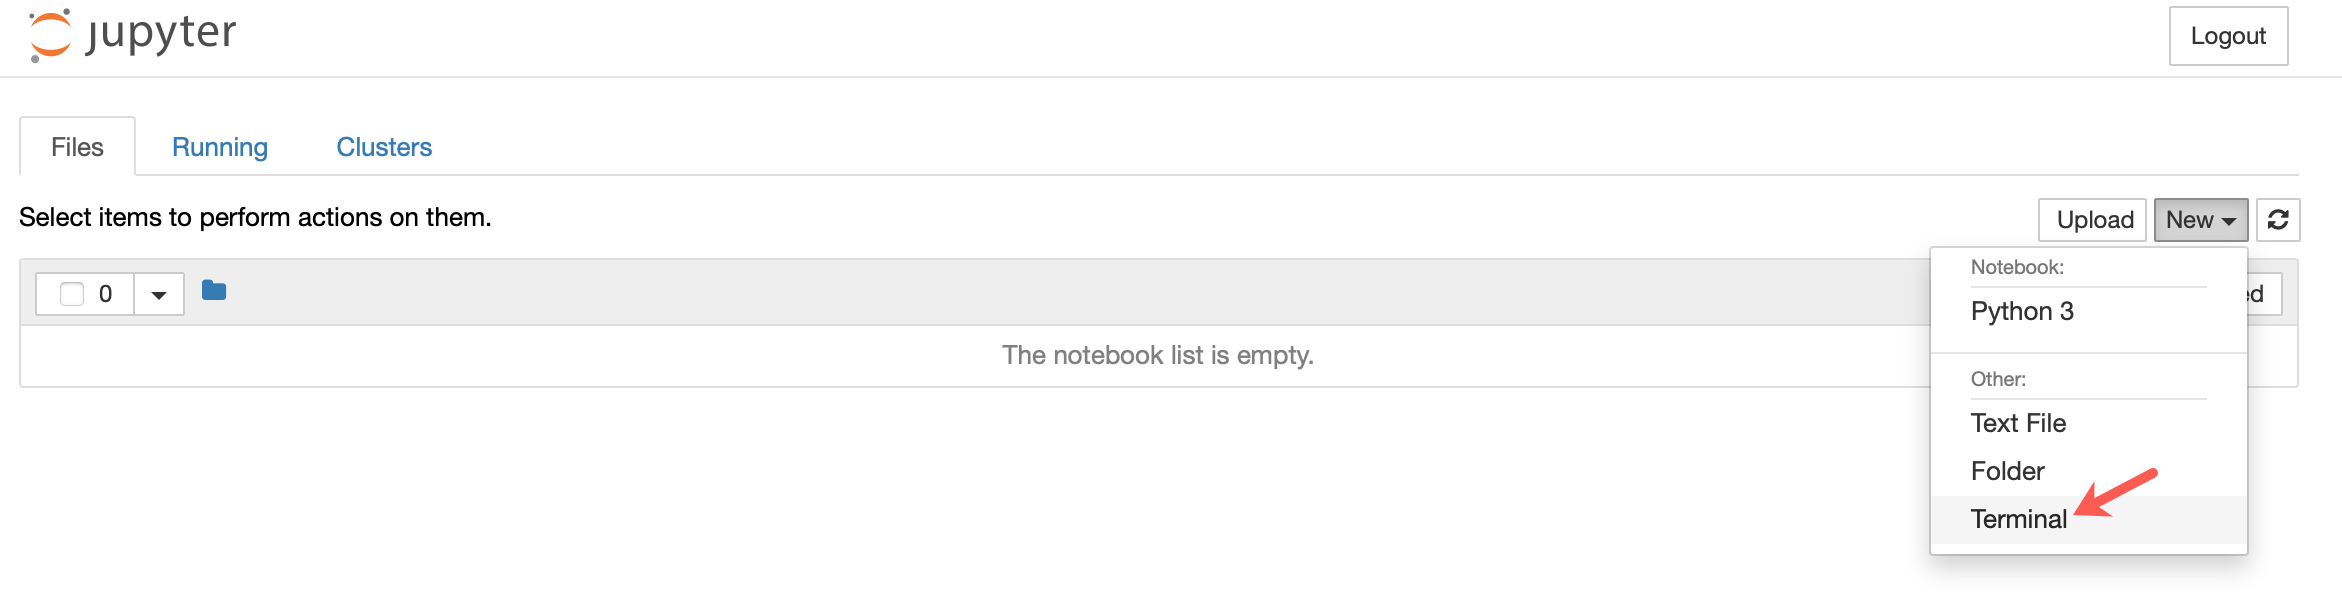 jupyter
Logout
Files Running Clusters
Select items to perform actions on them.
Upload New
0
The notebook list is empty.
Notebook:
Python 3
Other:
Text File
Folder
Terminal